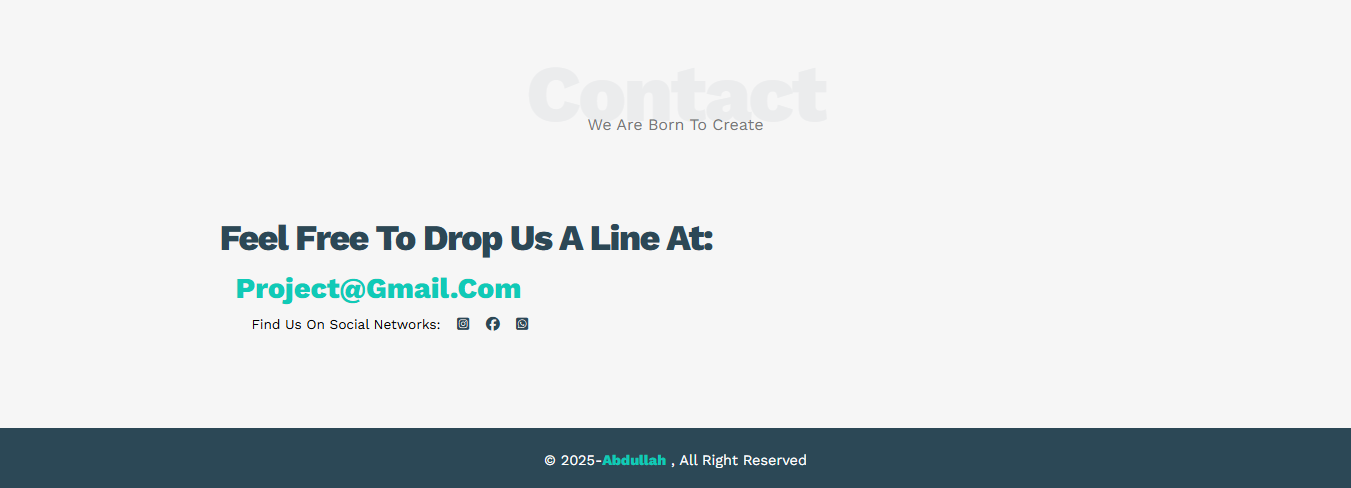 Contact
We Are Born To Create
Feel Free To Drop Us A Line At:
Project@Gmail.Com
Find Us On Social Networks:
© 2025-Abdullah , All Right Reserved